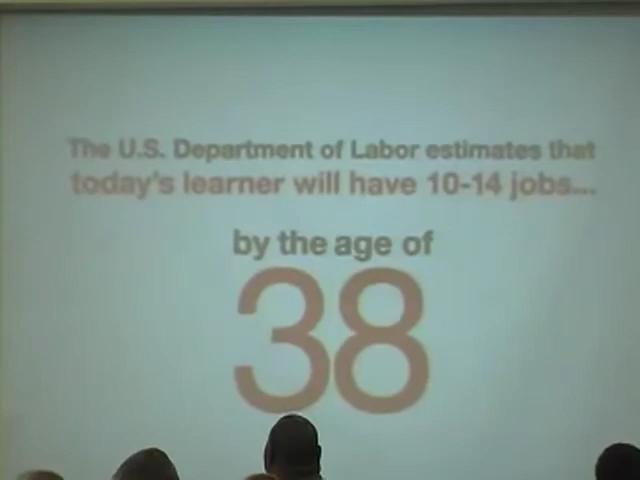 The U.S. Department of Labor estimates that
today's learner will have 10-14 jobs...
by the age of
38